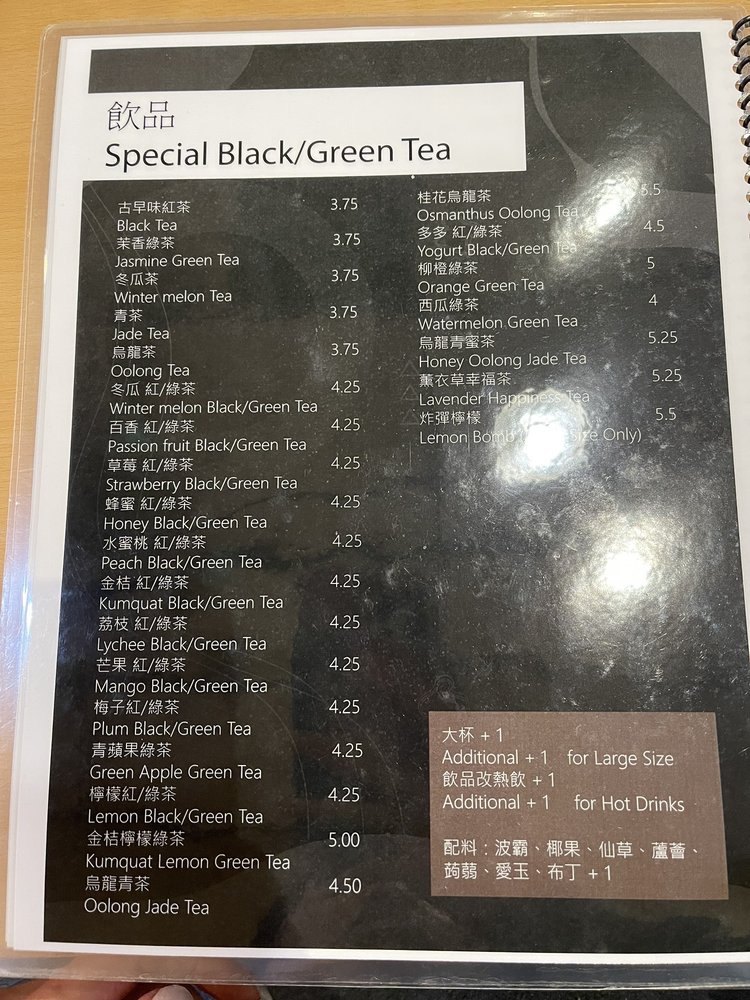 飲品
Special Black/Green Tea
古早味紅茶 3.75
Black Tea
茉香綠茶 3.75
Jasmine Green Tea
冬瓜茶 3.75
Winter melon Tea
青茶 3.75
Jade Tea
烏龍茶 3.75
Oolong Tea
冬瓜 紅/綠茶 4.25
Winter melon Black/Green Tea
百香 紅/綠茶 4.25
Passion fruit Black/Green Tea
草莓 紅/綠茶 4.25
Strawberry Black/Green Tea
蜂蜜 紅/綠茶 4.25
Honey Black/Green Tea
水蜜桃 紅/綠茶 4.25
Peach Black/Green Tea
金桔 紅/綠茶 4.25
Kumquat Black/Green Tea
荔枝 紅/綠茶 4.25
Lychee Black/Green Tea
芒果 紅/綠茶 4.25
Mango Black/Green Tea
梅子紅/綠茶 4.25
Plum Black/Green Tea
青蘋果綠茶 4.25
Green Apple Green Tea
檸檬紅/綠茶 4.25
Lemon Black/Green Tea
金桔檸檬綠茶 5.00
Kumquat Lemon Green Tea
烏龍青茶 4.50
Oolong Jade Tea
桂花烏龍茶
Osmanthus Oolong Tea
多多 紅/綠茶 4.5
Yogurt Black/Green Tea
柳橙綠茶 5
Orange Green Tea
西瓜綠茶 4
Watermelon Green Tea
烏龍青蜜茶 5.25
Honey Oolong Jade Tea
薰衣草幸福茶 5.25
Lavender Happiness Tea
炸彈檸檬 5.5
Lemon Bomb Size Only)
大杯 + 1
Additional + 1 for Large Size
飲品改熱飲 + 1
Additional + 1 for Hot Drinks
配料：波霸、椰果、仙草、蘆薈、
蒟蒻、愛玉、布丁 + 1